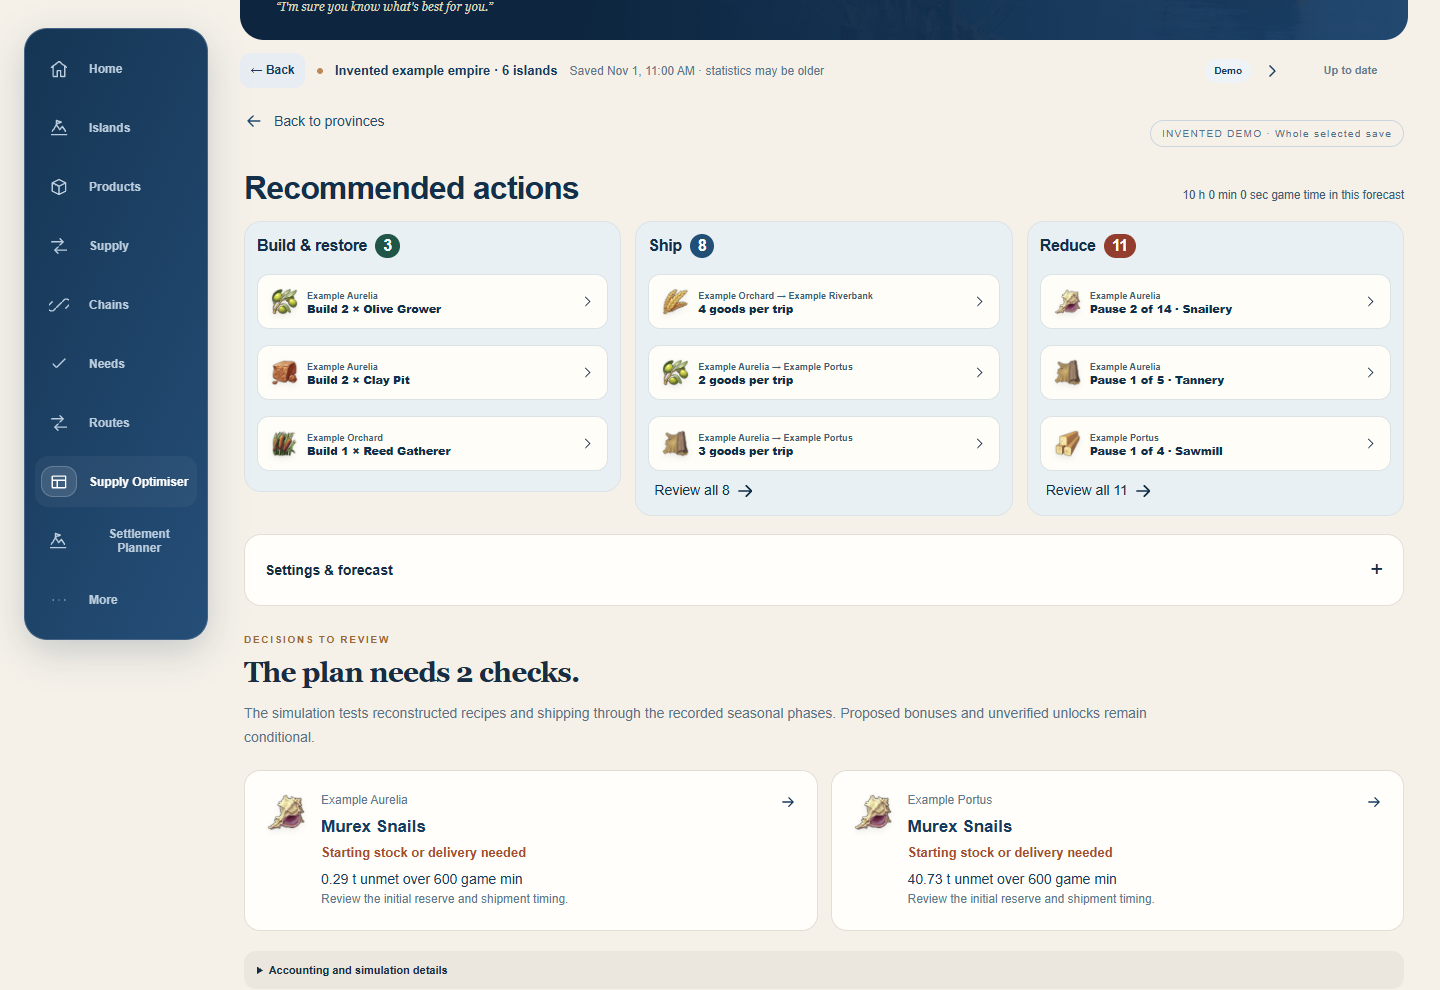 “I'm sure you know what's best for you.”
Home
Islands
Products
Supply
Chains
Needs
Routes
Supply Optimiser
Settlement
Planner
More
← Back
Invented example empire · 6 islands
Saved Nov 1, 11:00 AM · statistics may be older
Demo
Up to date
Back to provinces
INVENTED DEMO · Whole selected save
Recommended actions
10 h 0 min 0 sec game time in this forecast
Build & restore 3
Example Aurelia
Build 2 × Olive Grower
Example Aurelia
Build 2 × Clay Pit
Example Orchard
Build 1 × Reed Gatherer
Ship 8
Example Orchard → Example Riverbank
4 goods per trip
Example Aurelia → Example Portus
2 goods per trip
Example Aurelia → Example Portus
3 goods per trip
Review all 8 →
Reduce 11
Example Aurelia
Pause 2 of 14 · Snailery
Example Aurelia
Pause 1 of 5 · Tannery
Example Portus
Pause 1 of 4 · Sawmill
Review all 11 →
Settings & forecast +
DECISIONS TO REVIEW
The plan needs 2 checks.
The simulation tests reconstructed recipes and shipping through the recorded seasonal phases. Proposed bonuses and unverified unlocks remain
conditional.
Example Aurelia
Murex Snails
Starting stock or delivery needed
0.29 t unmet over 600 game min
Review the initial reserve and shipment timing.
Example Portus
Murex Snails
Starting stock or delivery needed
40.73 t unmet over 600 game min
Review the initial reserve and shipment timing.
Accounting and simulation details